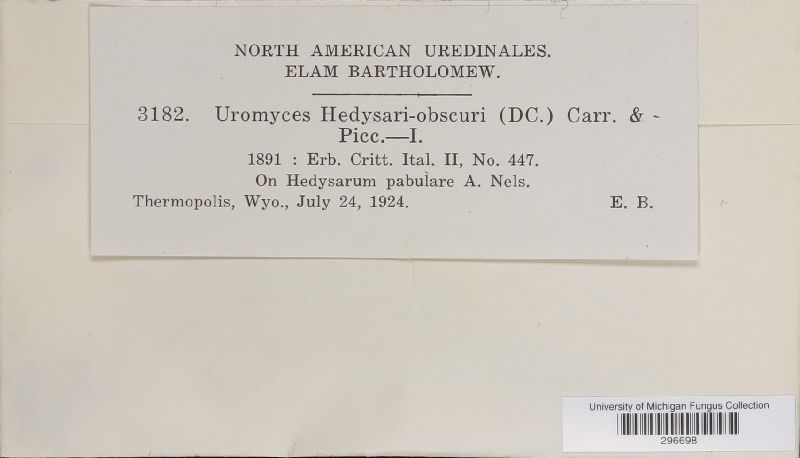 NORTH AMERICAN UREDINALES.
ELAM BARTHOLOMEW.
3182. Uromyces Hedysari-obscuri (DC.) Carr. & -
Picc.—I.
1891 : Erb. Critt. Ital. II, No. 447.
On Hedysarum pabulare A. Nels.
Thermopolis, Wyo., July 24, 1924. E. B.
University of Michigan Fungus Collection
296698